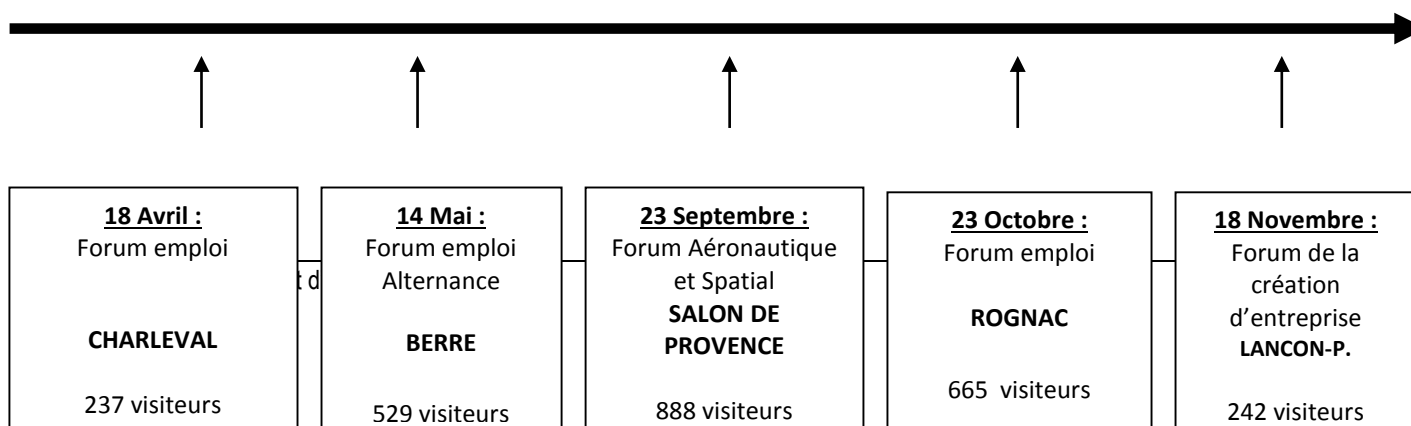 18 Avril :
Forum emploi
CHARLEVAL
237 visiteurs
t d
14 Mai :
Forum emploi
Alternance
BERRE
529 visiteurs
23 Septembre :
Forum Aéronautique
et Spatial
SALON DE
PROVENCE
888 visiteurs
23 Octobre :
Forum emploi
ROGNAC
665 visiteurs
18 Novembre :
Forum de la
création
d’entreprise
LANCON-P.
242 visiteurs